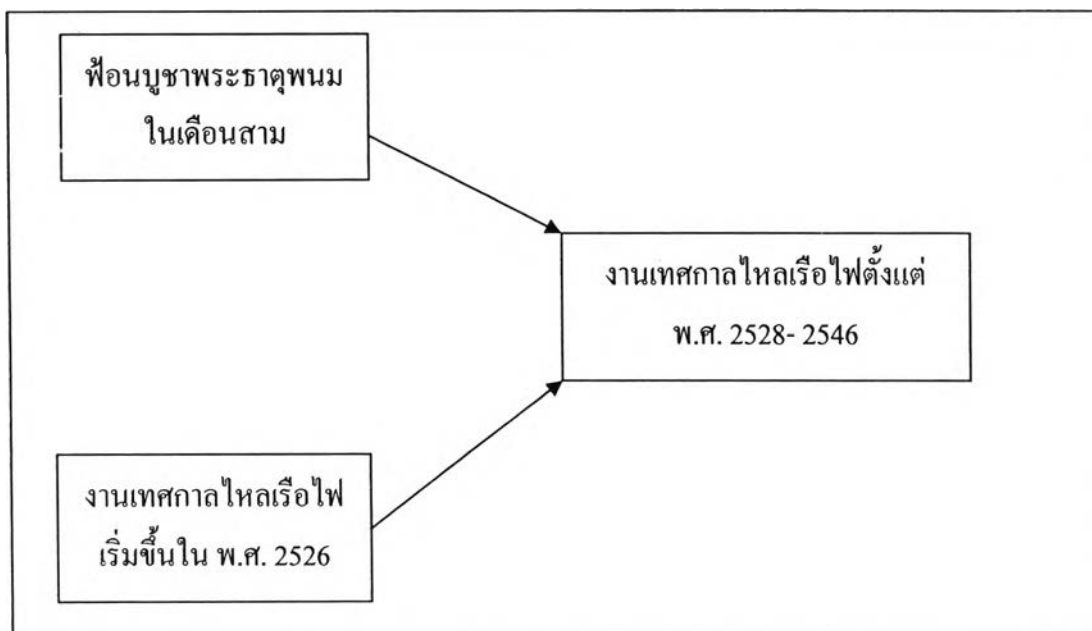 ฟ้อนบูชาพระธาตุพนม
ในเดือนสาม
งานเทศกาลไหลเรือไฟตั้งแต่
พ.ศ. 2528- 2546
งานเทศกาลไหลเรือไฟ
เริ่มขึ้นใน พ.ศ. 2526